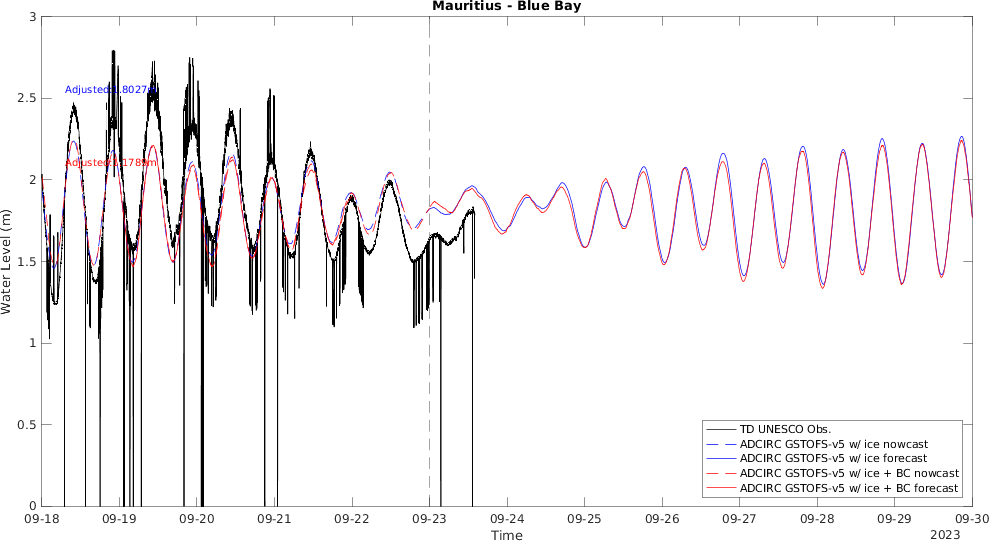 Mauritius - Blue Bay
3
2.5
2
1.5
1
0.5
0
Water Level (m)
Adjusted:1.8027m
Adjusted:1.1789m
TD UNESCO Obs.
ADCIRC GSTOFS-v5 w/ ice nowcast
ADCIRC GSTOFS-v5 w/ ice forecast
ADCIRC GSTOFS-v5 w/ ice + BC nowcast
ADCIRC GSTOFS-v5 w/ ice + BC forecast
09-18 09-19 09-20 09-21 09-22 09-23 09-24 09-25 09-26 09-27 09-28 09-29 09-30
Time
2023